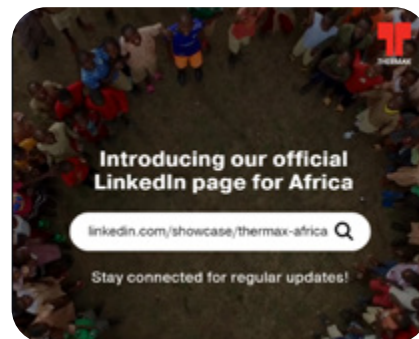 THERMAX
Introducing our official
LinkedIn page for Africa
linkedin.com/showcase/thermax-africa
Stay connected for regular updates!